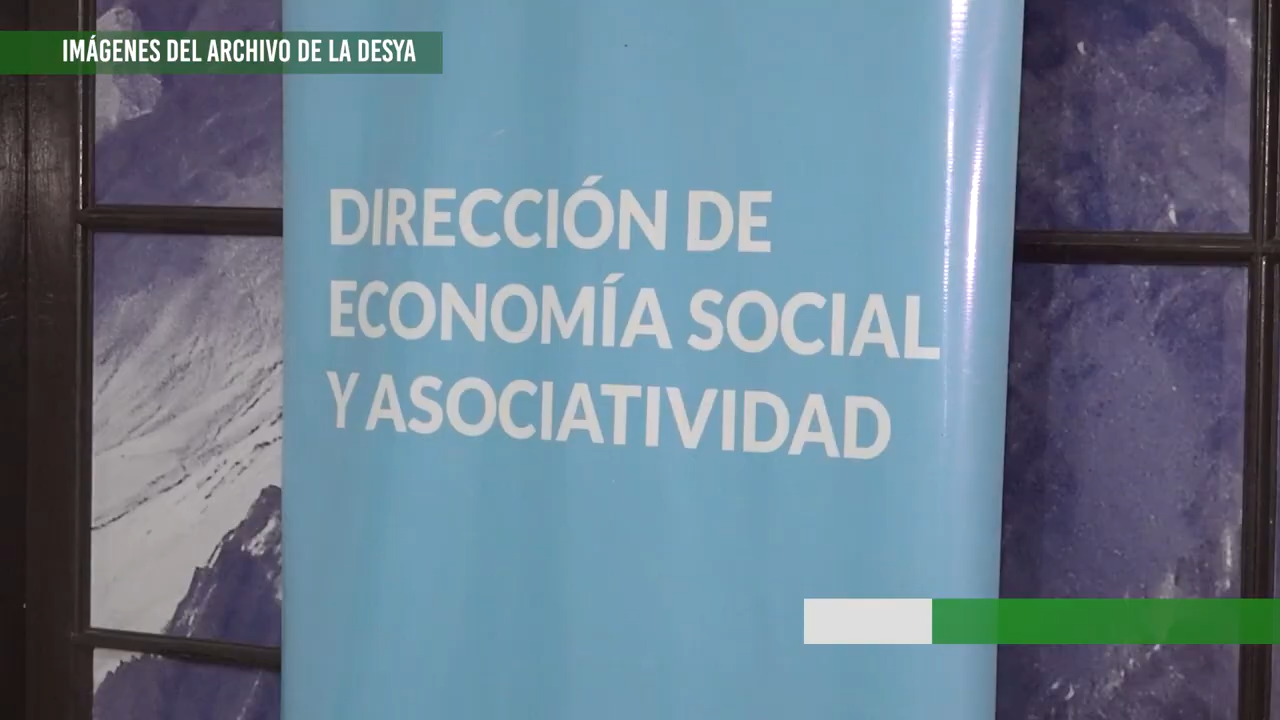 IMÁGENES DEL ARCHIVO DE LA DESYA
DIRECCIÓN DE
ECONOMÍA SOCIAL
Y ASOCIATIVIDAD